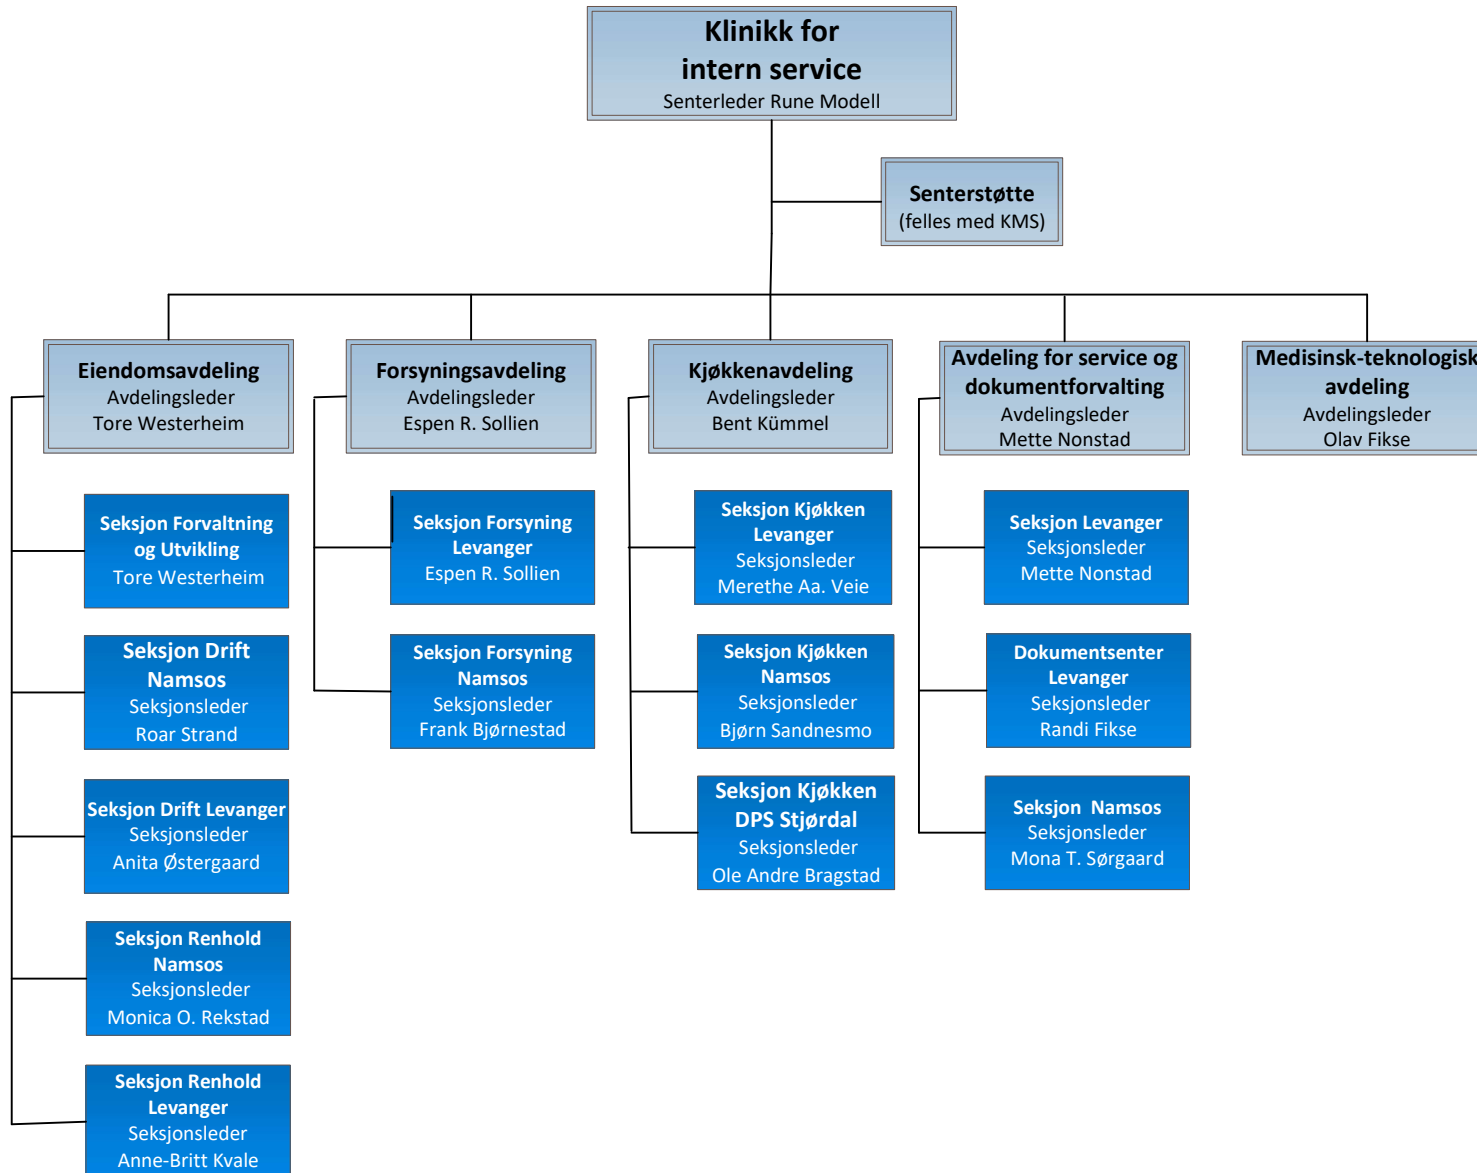 Klinikk for
intern service
Senterleder Rune Modell
Senterstøtte
(felles med KMS)
Eiendomsavdeling
Avdelingsleder
Tore Westerheim
Forsyningsavdeling
Avdelingsleder
Espen R. Sollien
Kjøkkenavdeling
Avdelingsleder
Bent Kümmel
Avdeling for service og
dokumentforvalting
Avdelingsleder
Mette Nonstad
Medisinsk-teknologisk
avdeling
Avdelingsleder
Olav Fikse
Seksjon Forvaltning
og Utvikling
Tore Westerheim
Seksjon Drift
Namsos
Seksjonsleder
Roar Strand
Seksjon Drift Levanger
Seksjonsleder
Anita Østergaard
Seksjon Renhold
Namsos
Seksjonsleder
Monica O. Rekstad
Seksjon Renhold
Levanger
Seksjonsleder
Anne-Britt Kvale
Seksjon Forsyning
Levanger
Espen R. Sollien
Seksjon Forsyning
Namsos
Seksjonsleder
Frank Bjørnestad
Seksjon Kjøkken
Levanger
Seksjonsleder
Merethe Aa. Veie
Seksjon Kjøkken
Namsos
Seksjonsleder
Bjørn Sandnesmo
Seksjon Kjøkken
DPS Stjørdal
Seksjonsleder
Ole Andre Bragstad
Seksjon Levanger
Seksjonsleder
Mette Nonstad
Dokumentsenter
Levanger
Seksjonsleder
Randi Fikse
Seksjon Namsos
Seksjonsleder
Mona T. Sørgaard